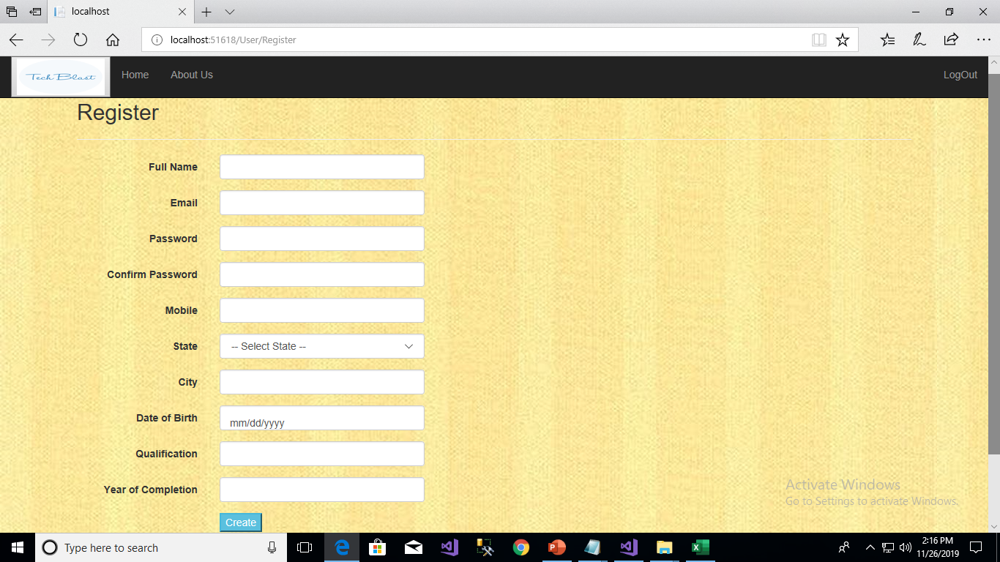 localhost
localhost:51618/User/Register
Tech Blast
Home
About Us
LogOut
Register
Full Name
Email
Password
Confirm Password
Mobile
State
-- Select State --
City
Date of Birth
mm/dd/yyyy
Qualification
Year of Completion
Create
Activate Windows
Go to Settings to activate Windows.
Type here to search
2:16 PM
11/26/2019